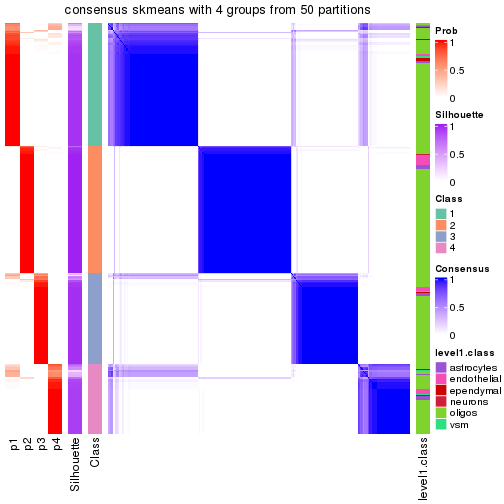 consensus skmeans with 4 groups from 50 partitions
Prob
1
0.5
0
Silhouette
1
0.5
0
Class
1
2
3
4
Consensus
1
0.5
0
level1.class
astrocytes
endothelial
ependymal
neurons
oligos
vsm
p1
p2
p3
p4
Silhouette
Class
level1.class